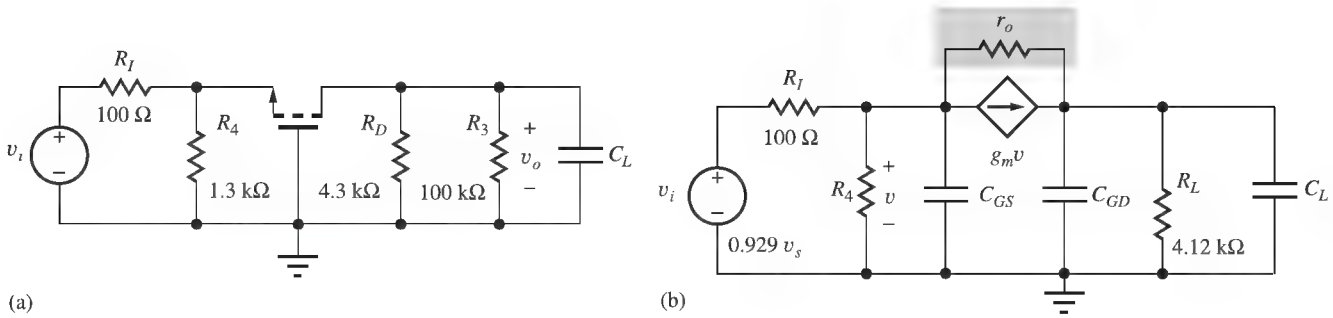 R_I
100 Ω
R_4
1.3 kΩ
v_i
+
−
R_D
4.3 kΩ
R_3
100 kΩ
+
v_o
−
C_L
(a)
r_o
R_I
100 Ω
g_m v
v_i
+
−
0.929 v_s
R_4
+
v
−
C_GS
C_GD
R_L
4.12 kΩ
C_L
(b)